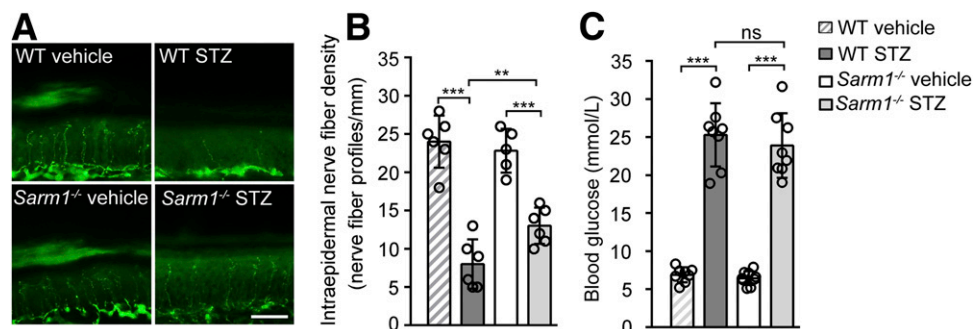 A
WT vehicle
WT STZ
Sarm1-/- vehicle
Sarm1-/- STZ
B
Intraepidermal nerve fiber density
(nerve fiber profiles/mm)
35
30
25
20
15
10
5
0
***
**
***
C
Blood glucose (mmol/L)
35
30
25
20
15
10
5
0
***
ns
***
WT vehicle
WT STZ
Sarm1-/- vehicle
Sarm1-/- STZ